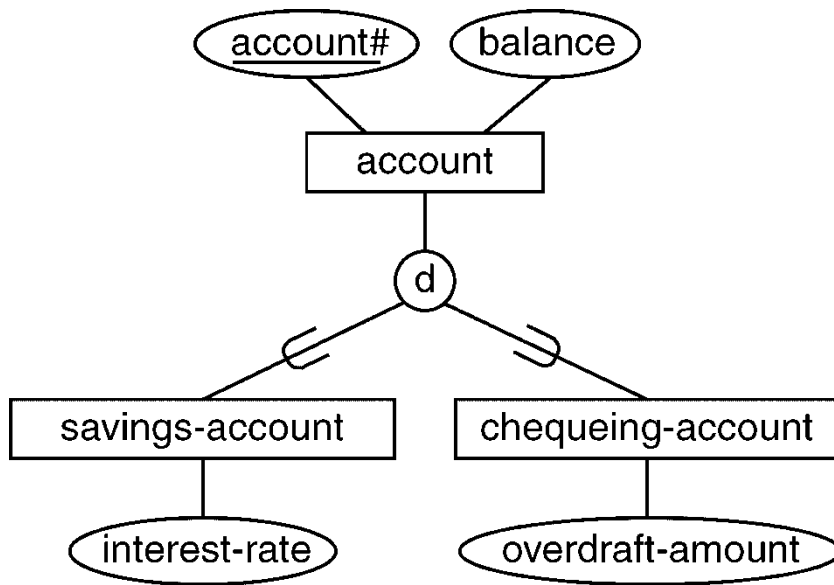 account#
balance
account
d
savings-account
chequeing-account
interest-rate
overdraft-amount